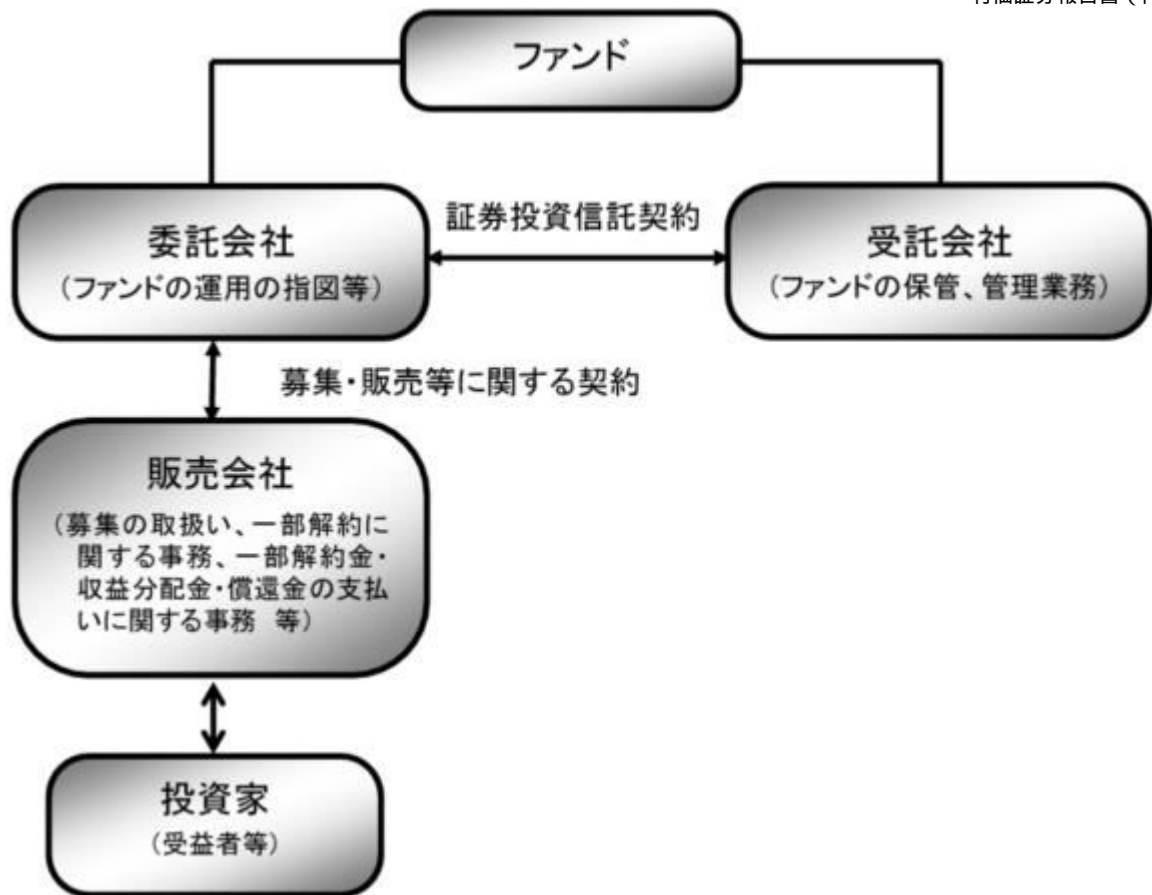 ファンド
委託会社
(ファンドの運用の指図等)
証券投資信託契約
受託会社
(ファンドの保管、管理業務)
募集・販売等に関する契約
販売会社
(募集の取扱い、一部解約に
関する事務、一部解約金・
収益分配金・償還金の支払
いに関する事務 等)
投資家
(受益者等)